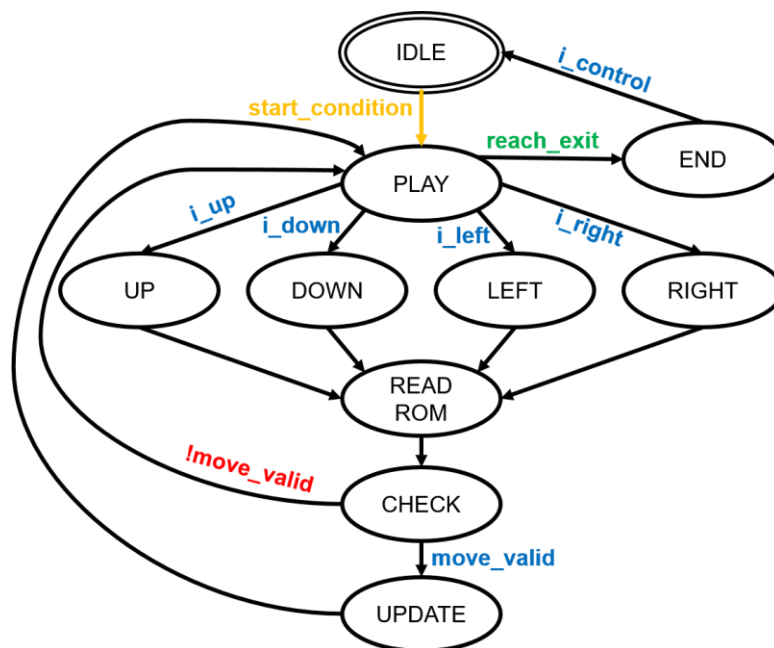 IDLE
i_control
start_condition
reach_exit
END
PLAY
i_up
i_down
i_left
i_right
UP
DOWN
LEFT
RIGHT
READ
ROM
!move_valid
CHECK
move_valid
UPDATE